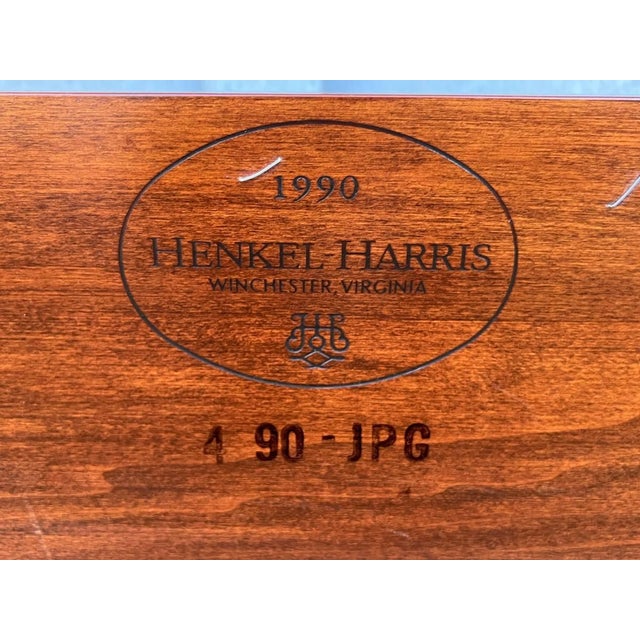 1990
HENKEL-HARRIS
WINCHESTER, VIRGINIA
4 90 - JPG